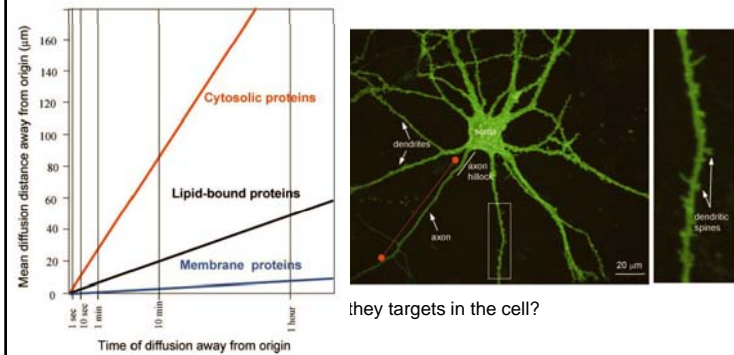 Mean diffusion distance away from origin (μm)
160
140
120
100
80
60
40
20
0
Cytosolic proteins
Lipid-bound proteins
Membrane proteins
1 sec
10 sec
1 min
10 min
1 hour
Time of diffusion away from origin
soma
dendrites
axon
hillock
axon
20 μm
dendritic
spines
they targets in the cell?